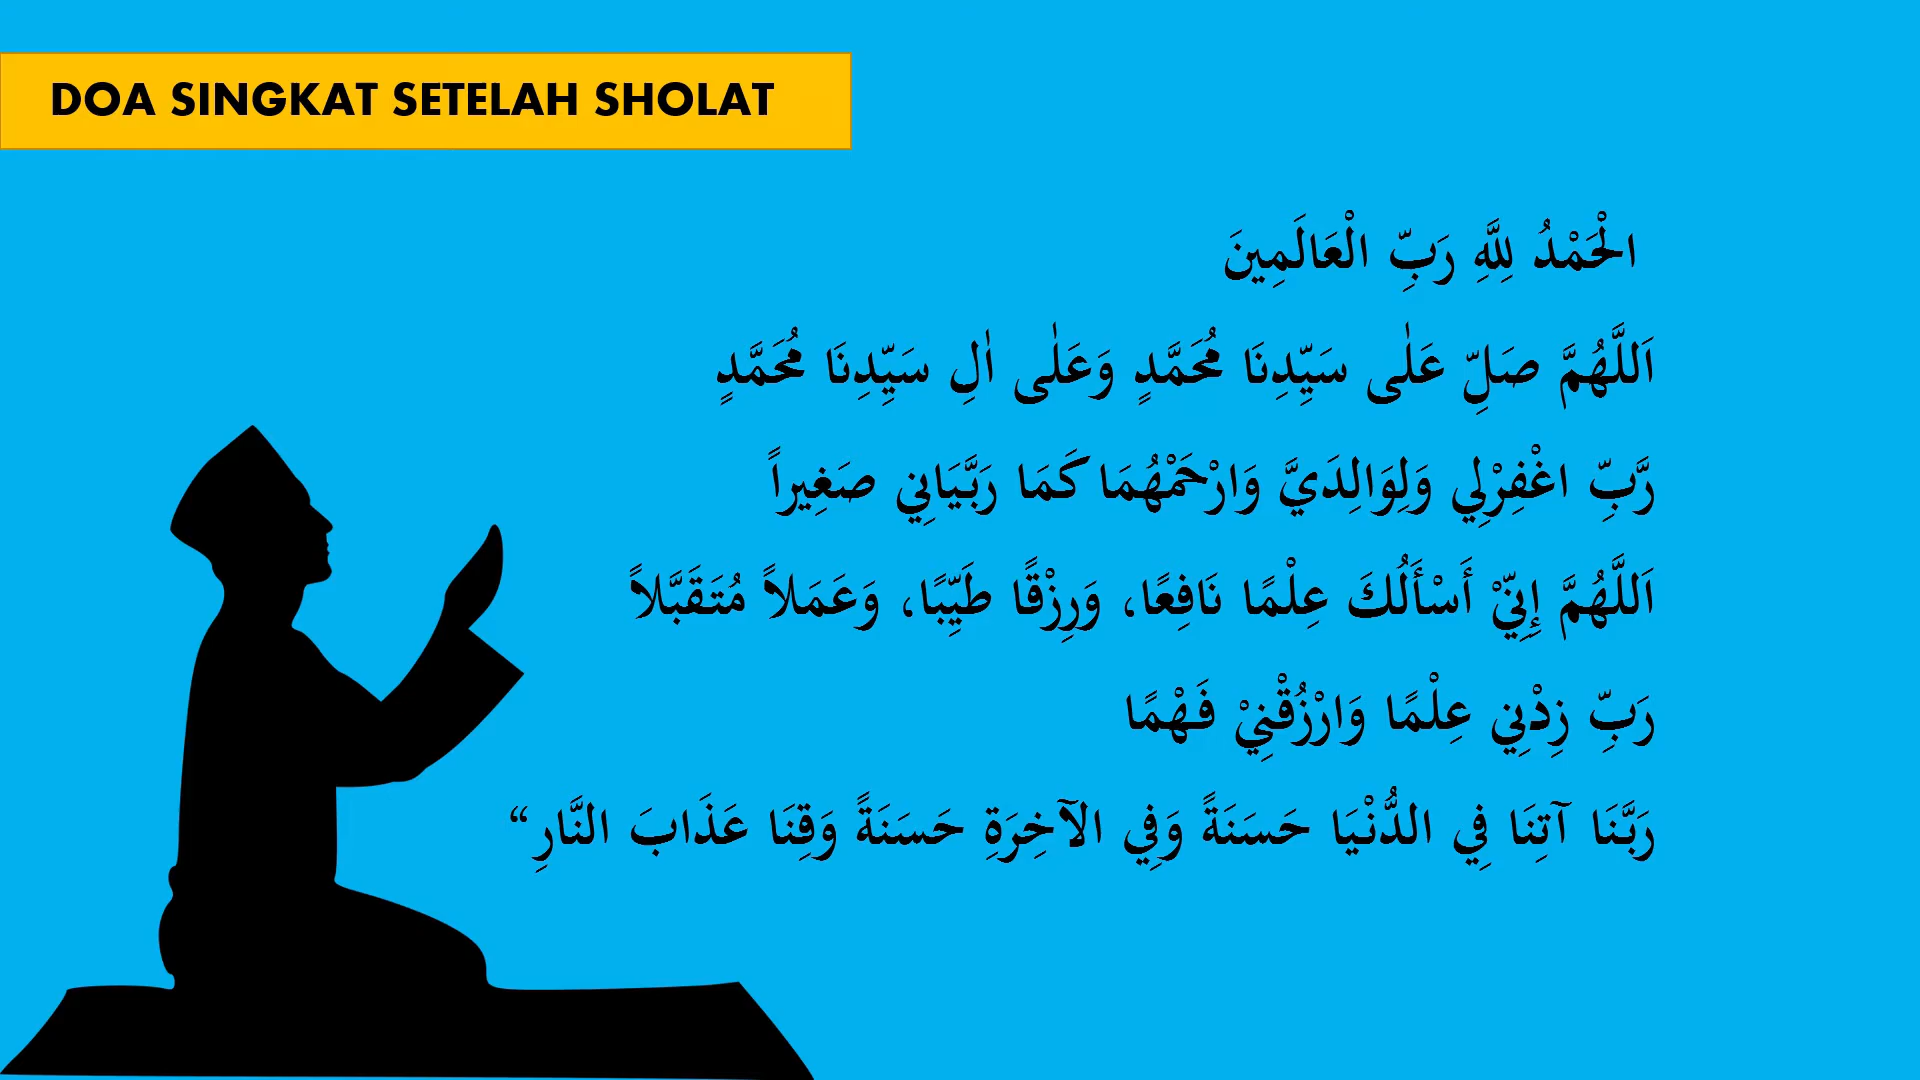 DOA SINGKAT SETELAH SHOLAT
الْحَمْدُ لِلَّهِ رَبِّ الْعَالَمِينَ
اَللَّهُمَّ صَلِّ عَلٰى سَيِّدِنَا مُحَمَّدٍ وَعَلٰى اٰلِ سَيِّدِنَا مُحَمَّدٍ
رَّبِّ اغْفِرْلِي وَلِوَالِدَيَّ وَارْحَمْهُمَا كَمَا رَبَّيَانِي صَغِيراً
اَللَّهُمَّ إِنِّيْ أَسْأَلُكَ عِلْمًا نَافِعًا، وَرِزْقًا طَيِّبًا، وَعَمَلاً مُتَقَبَّلاً
رَبِّ زِدْنِي عِلْمًا وَارْزُقْنِيْ فَهْمًا
رَبَّنَا آتِنَا فِي الدُّنْيَا حَسَنَةً وَفِي الآخِرَةِ حَسَنَةً وَقِنَا عَذَابَ النَّارِ“